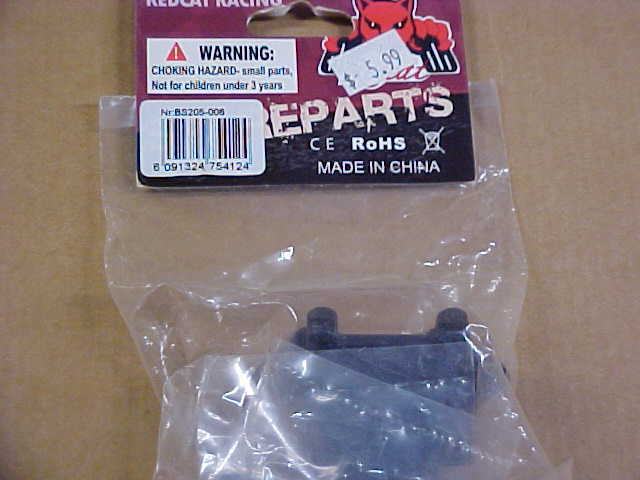 REDCAT RACING
WARNING:
CHOKING HAZARD- small parts,
Not for children under 3 years
$ 5.99
Nr:BS205-006
EPARTS
CE RoHS
6 091324 754124
MADE IN CHINA